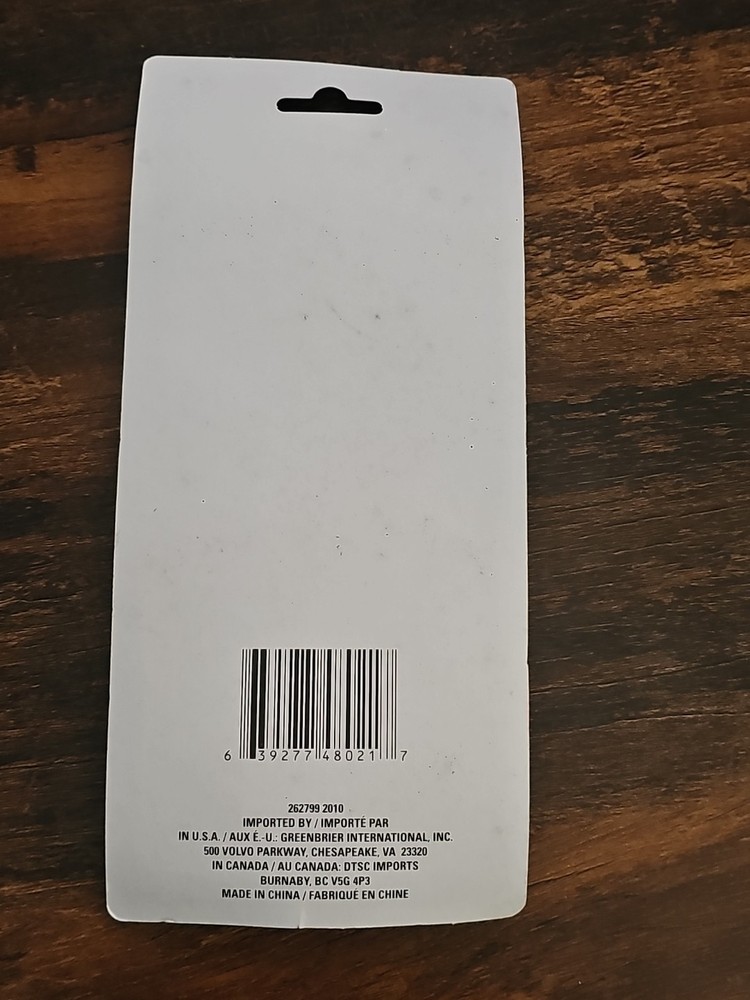 6 39277 48021 7
262799 2010
IMPORTED BY / IMPORTÉ PAR
IN U.S.A. / AUX É.-U.: GREENBRIER INTERNATIONAL, INC.
500 VOLVO PARKWAY, CHESAPEAKE, VA 23320
IN CANADA / AU CANADA: DTSC IMPORTS
BURNABY, BC V5G 4P3
MADE IN CHINA / FABRIQUÉ EN CHINE